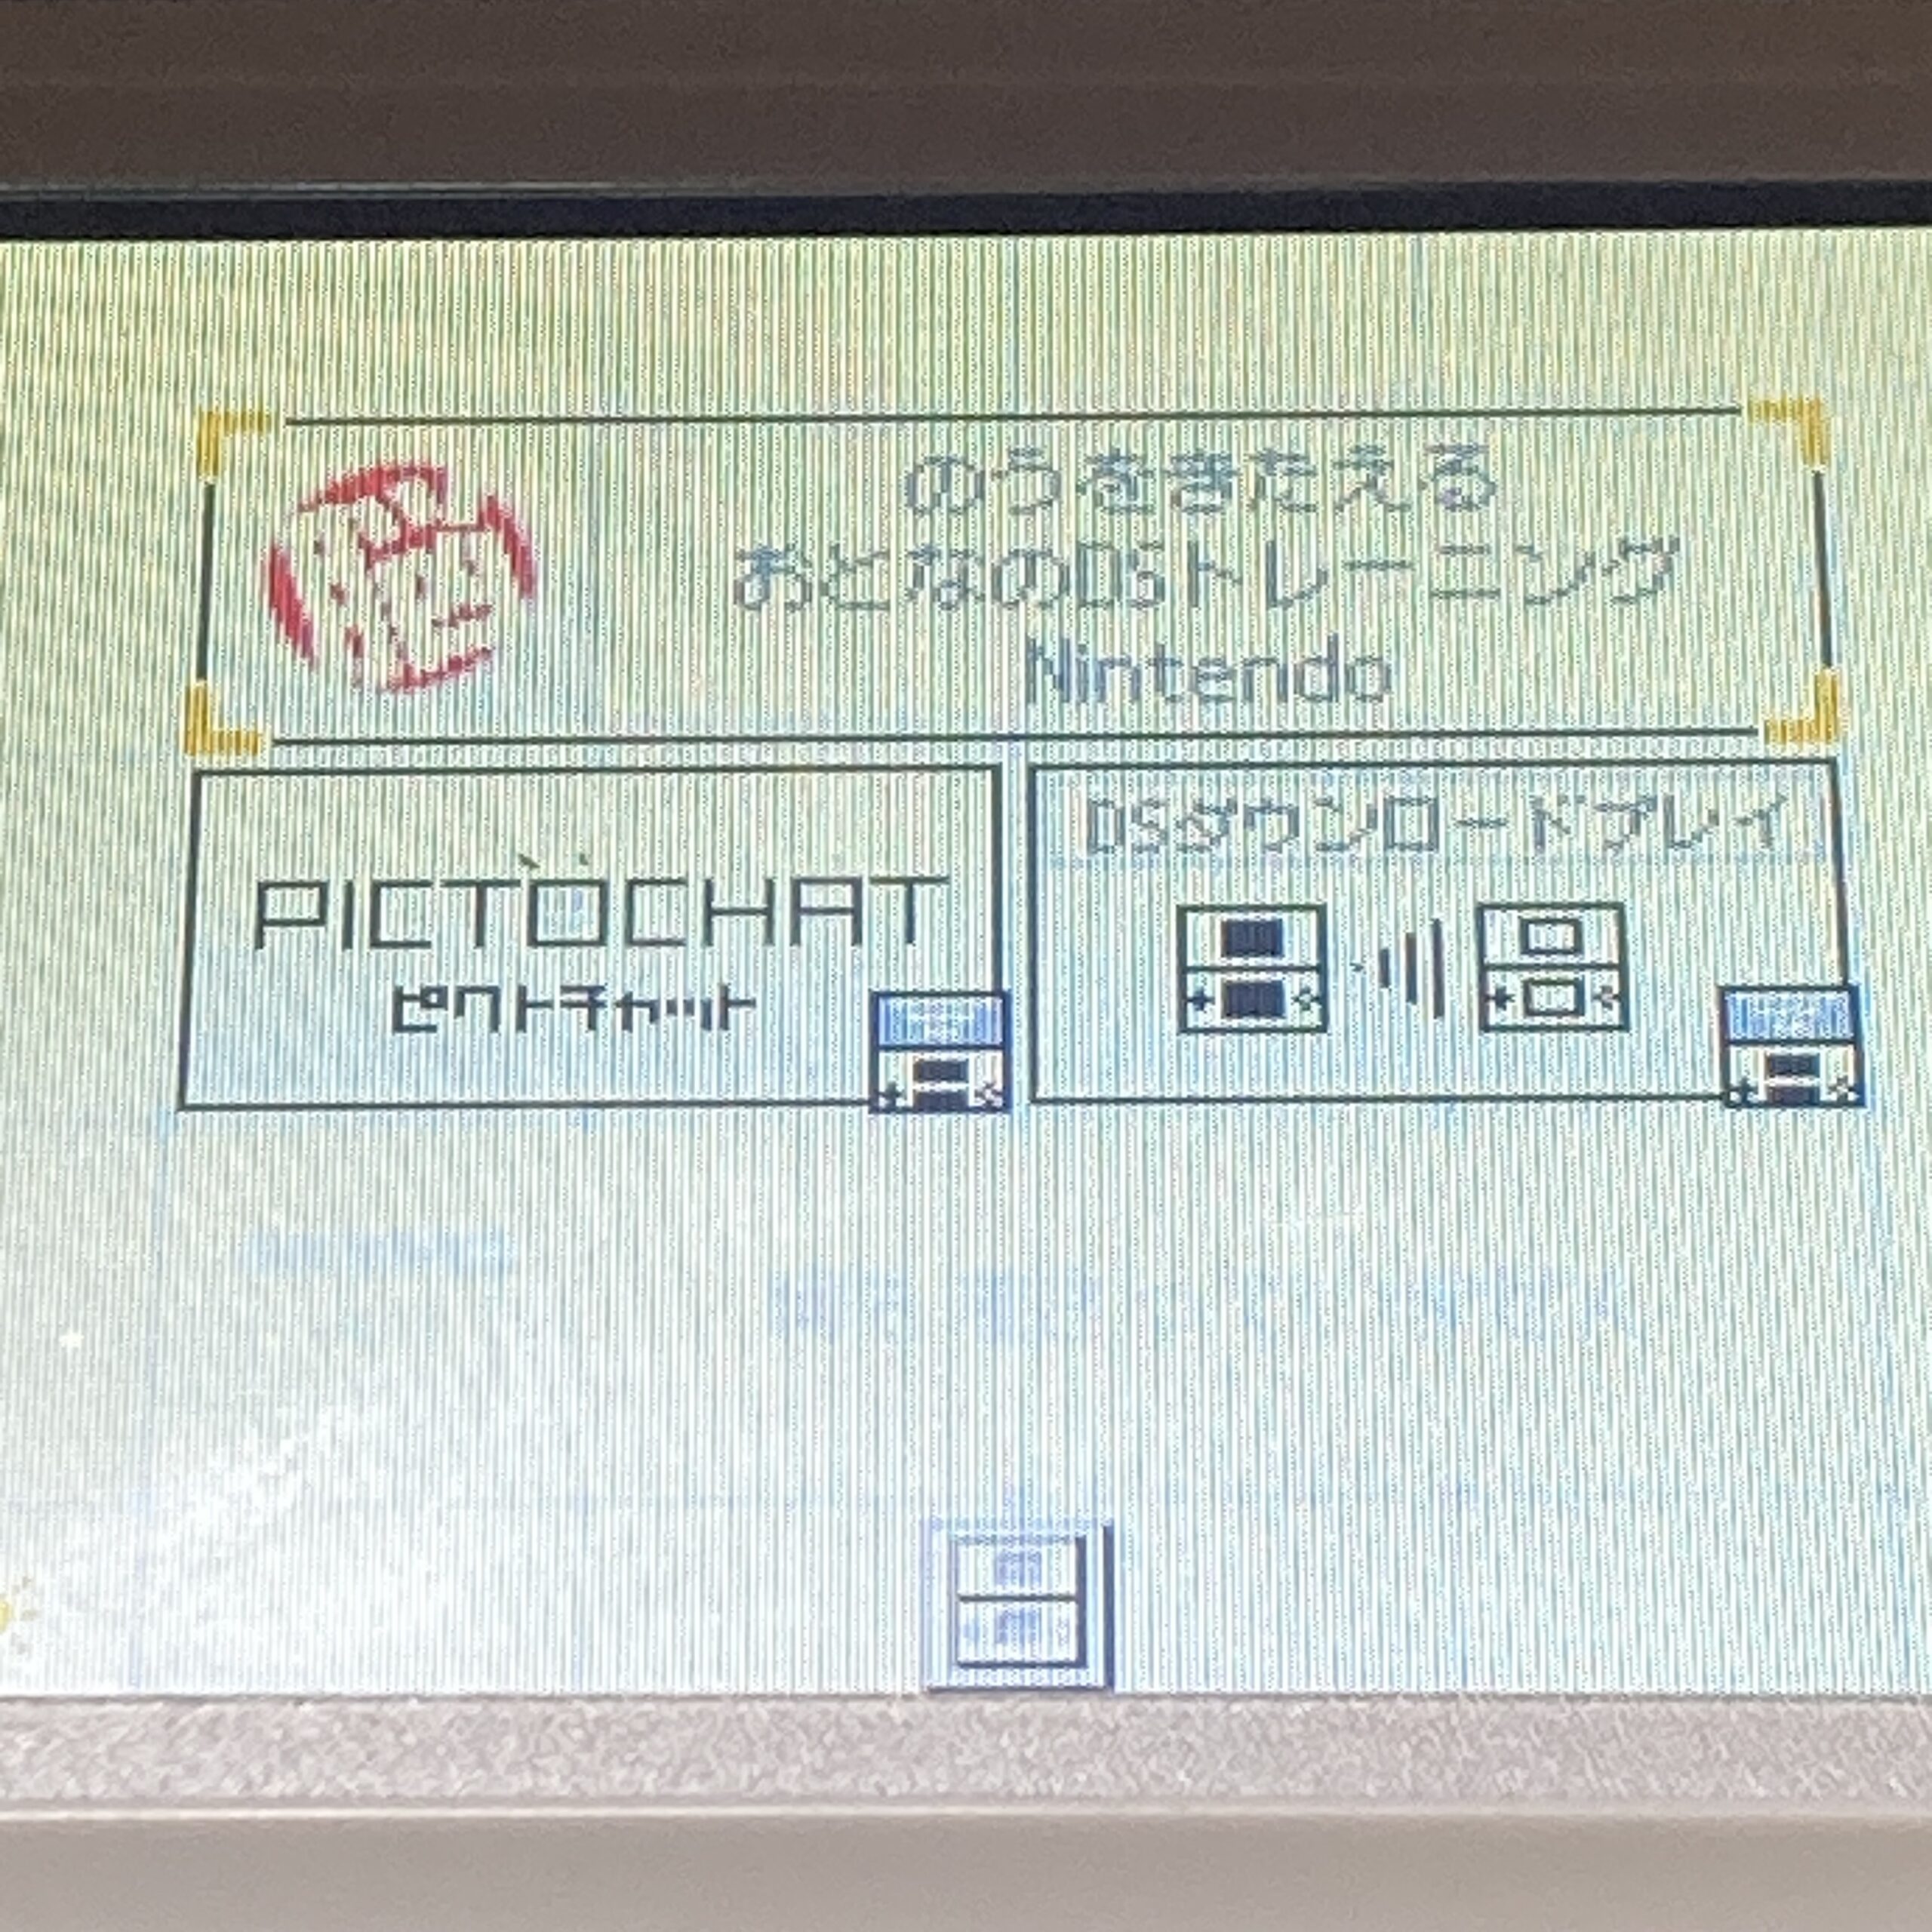 脳
のうをきたえる
おとなのDSトレーニング
Nintendo
PICTOCHAT
ピクトチャット
DSダウンロードプレイ